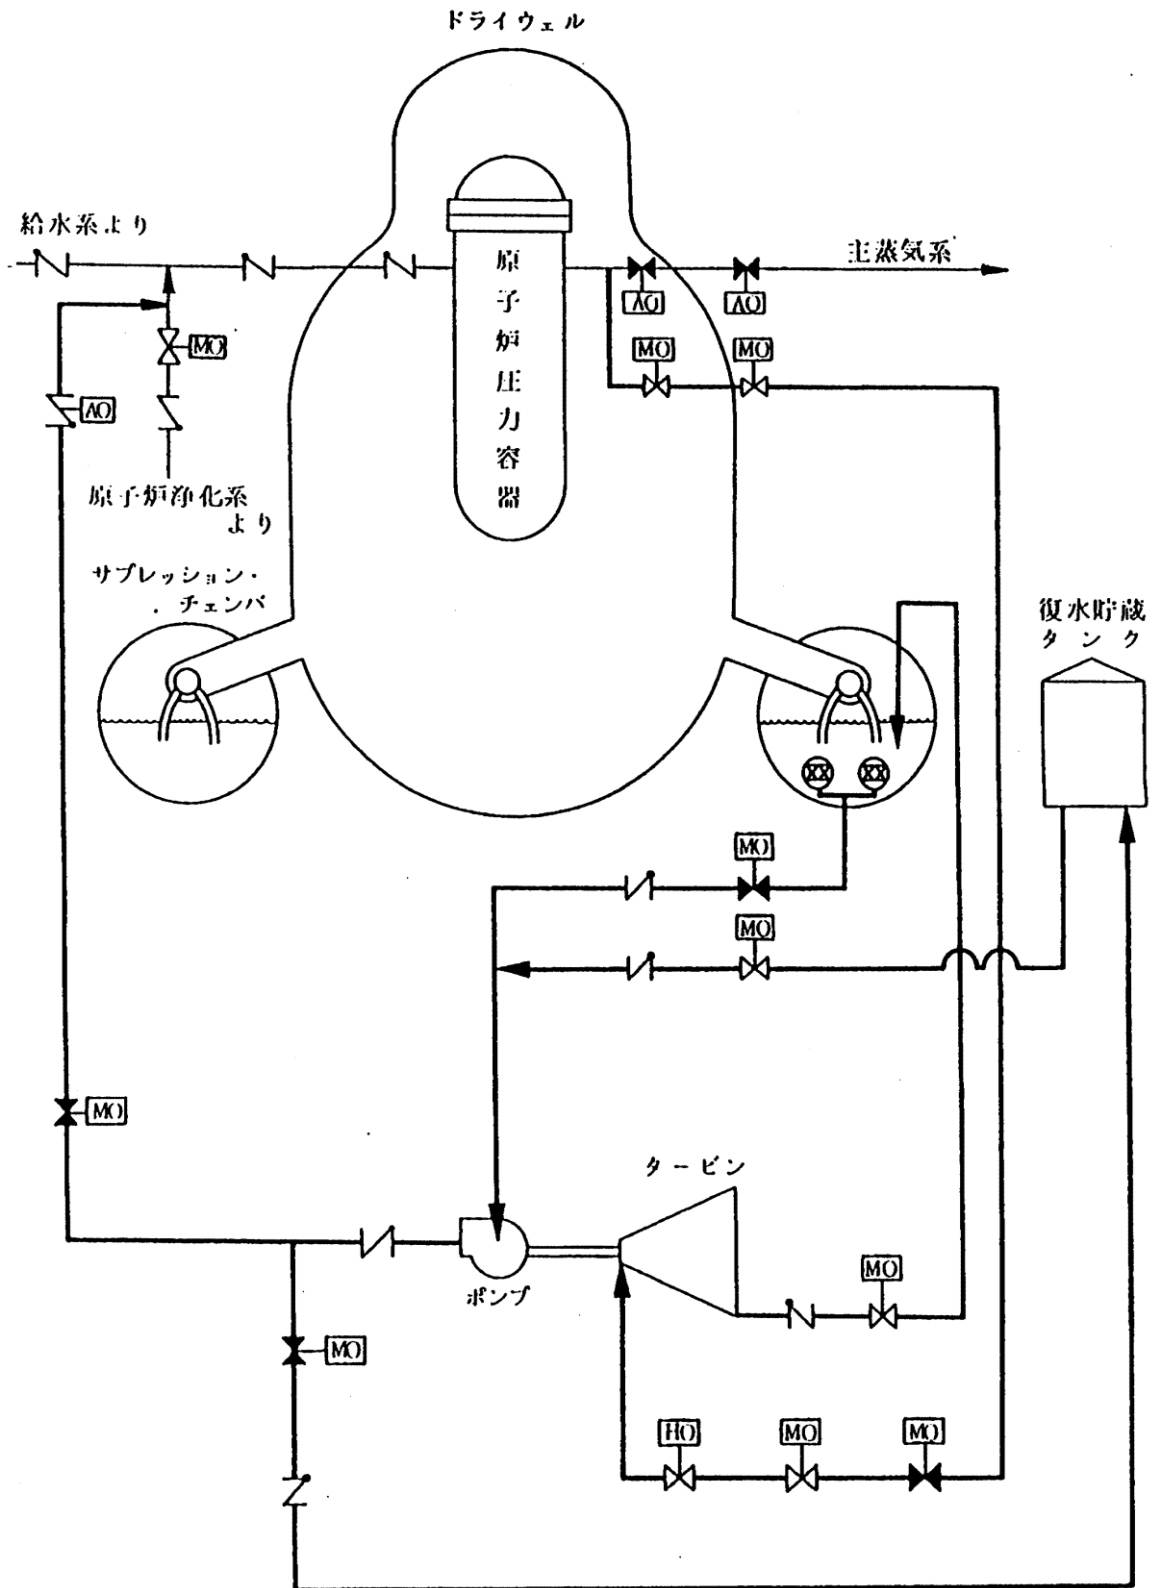 ドライウェル
給水系より
主蒸気系
原子炉圧力容器
AO
AO
MO
MO
MO
AO
原子炉浄化系
より
サプレッション・
チェンバ
復水貯蔵
タンク
MO
MO
MO
タービン
ポンプ
MO
MO
HO
MO
MO